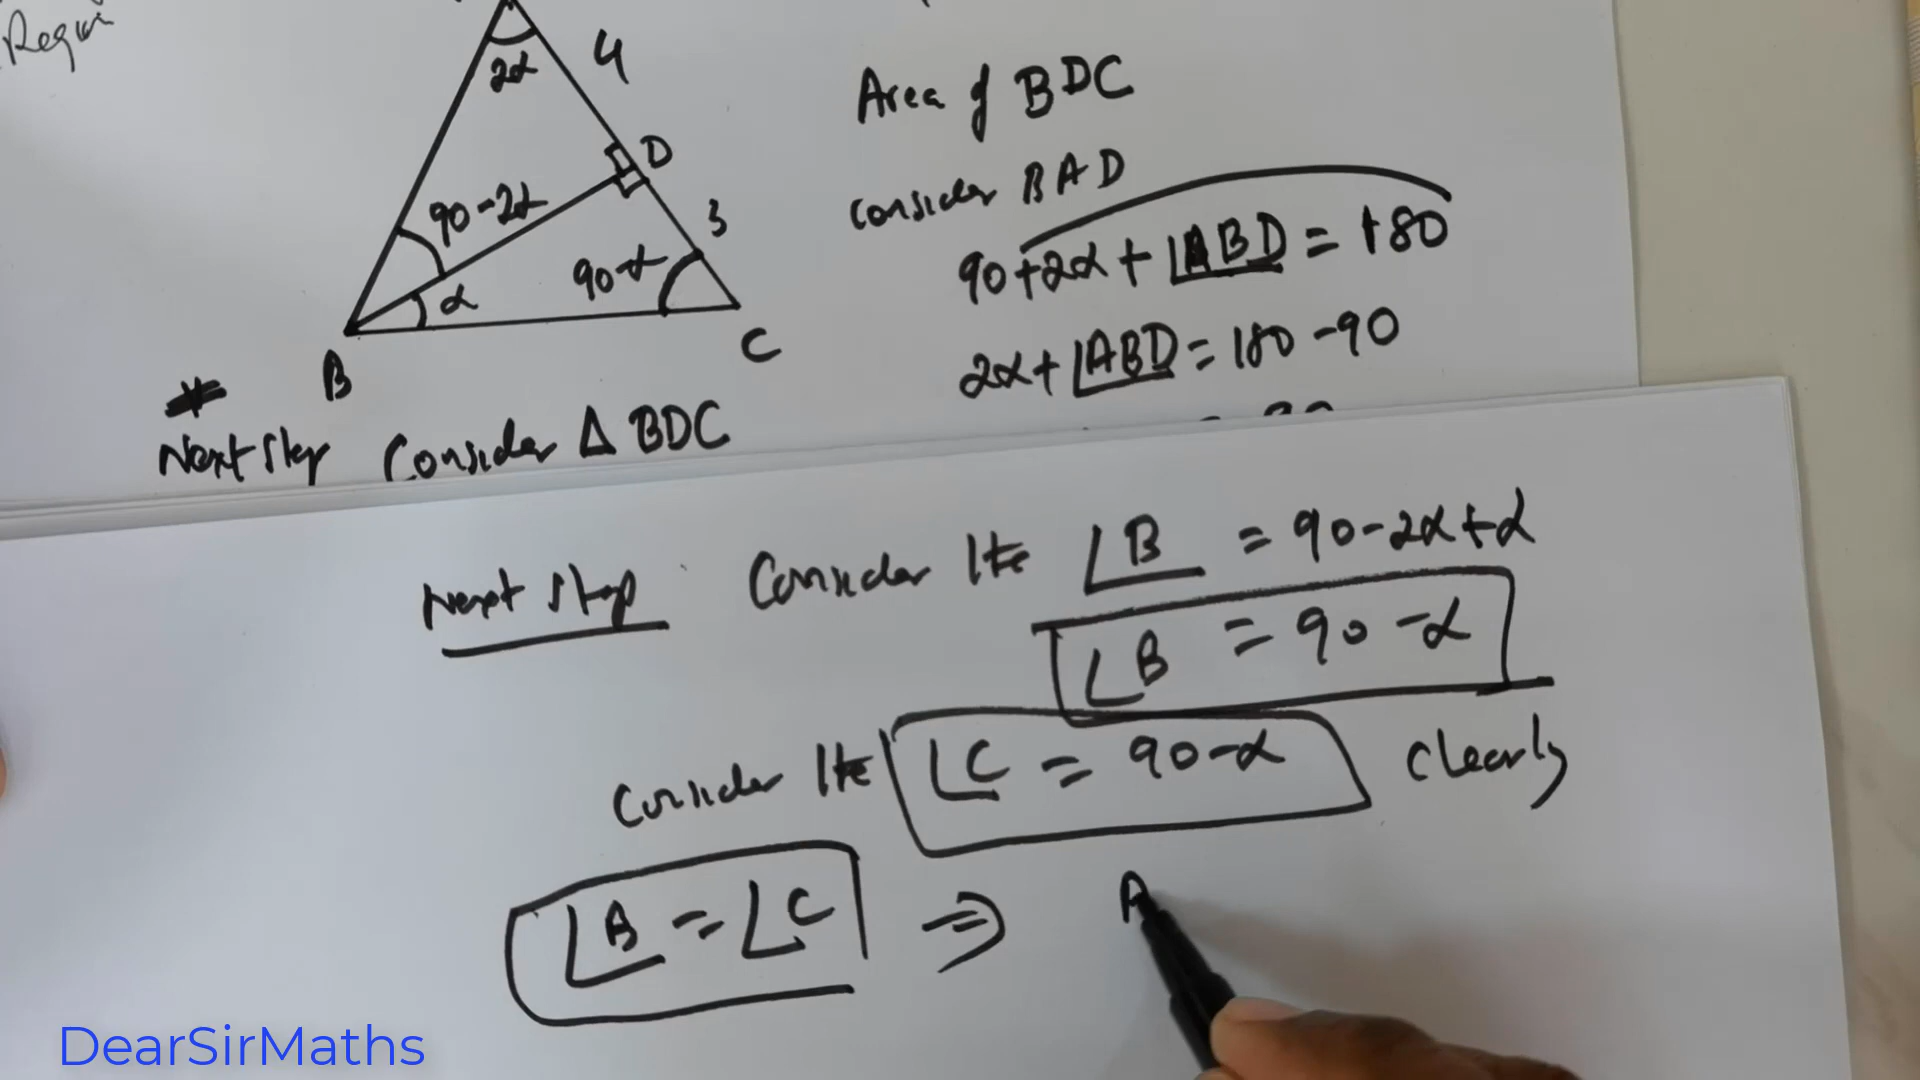 2α
4
D
90-2α
3
90-α
α
B
C
Area of BDC
Consider BAD
90+2α+∠ABD=180
2α+∠ABD=180-90
Next step Consider Δ BDC
Next step Consider the ∠B = 90-2α+α
∠B = 90-α
Consider the ∠C = 90-α clearly
∠B = ∠C ⇒ A
DearSirMaths